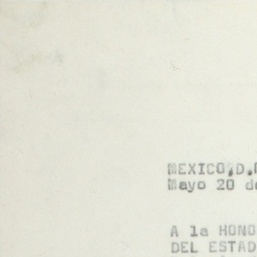 MEXICO,D.
Mayo 20 de
A la HONO
DEL ESTAD